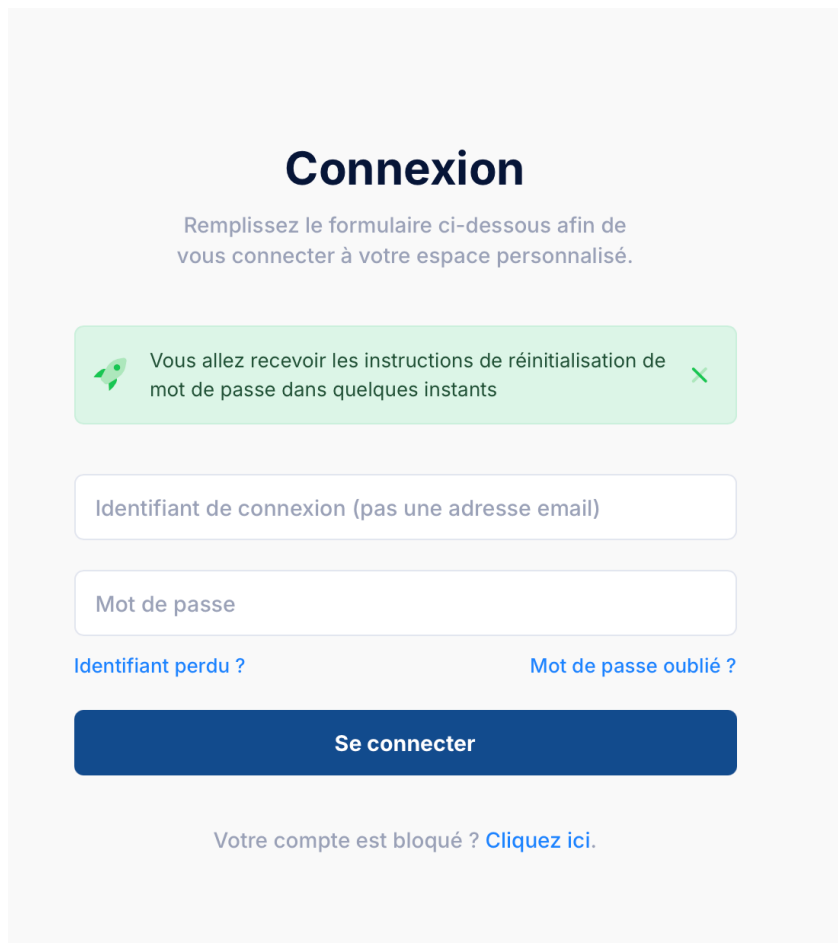 Connexion
Remplissez le formulaire ci-dessous afin de
vous connecter à votre espace personnalisé.
Vous allez recevoir les instructions de réinitialisation de
mot de passe dans quelques instants
Identifiant de connexion (pas une adresse email)
Mot de passe
Identifiant perdu ? Mot de passe oublié ?
Se connecter
Votre compte est bloqué ? Cliquez ici.